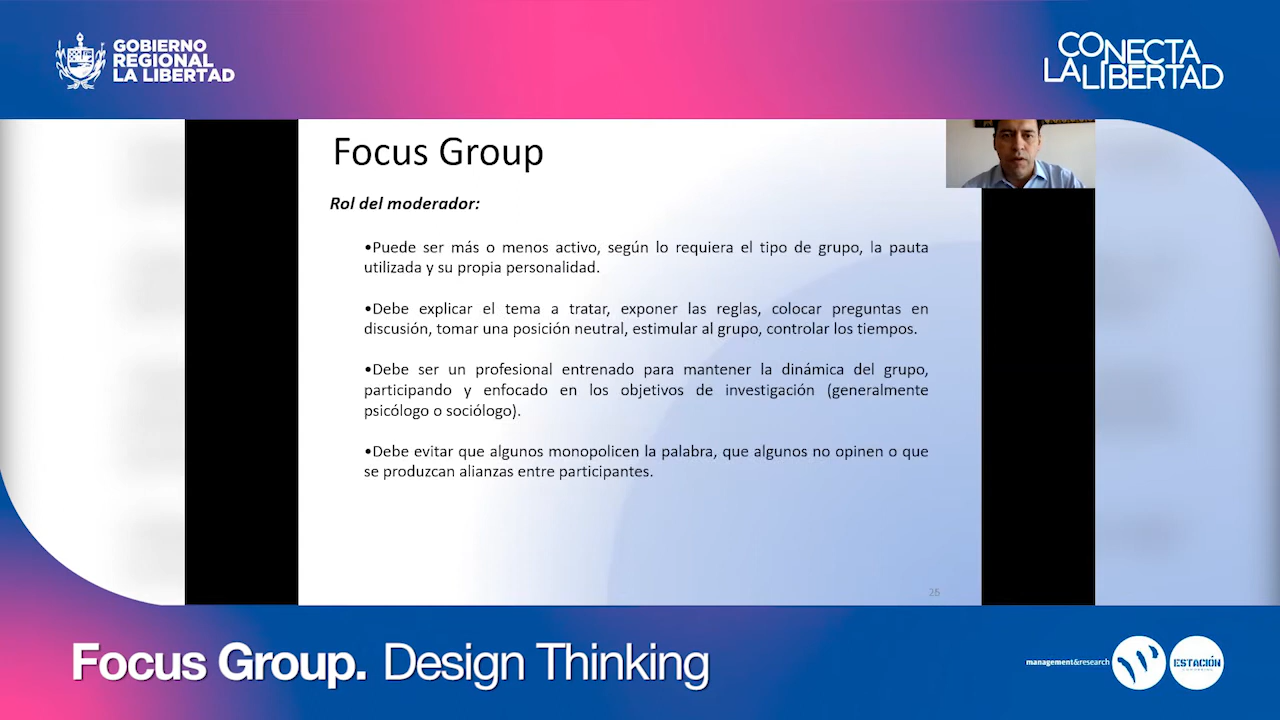 GOBIERNO
REGIONAL
LA LIBERTAD
CONECTA
LALIBERTAD
Focus Group
Rol del moderador:
•Puede ser más o menos activo, según lo requiera el tipo de grupo, la pauta
utilizada y su propia personalidad.
•Debe explicar el tema a tratar, exponer las reglas, colocar preguntas en
discusión, tomar una posición neutral, estimular al grupo, controlar los tiempos.
•Debe ser un profesional entrenado para mantener la dinámica del grupo,
participando y enfocado en los objetivos de investigación (generalmente
psicólogo o sociólogo).
•Debe evitar que algunos monopolicen la palabra, que algunos no opinen o que
se produzcan alianzas entre participantes.
25
Focus Group. Design Thinking
management&research
ESTACIÓN